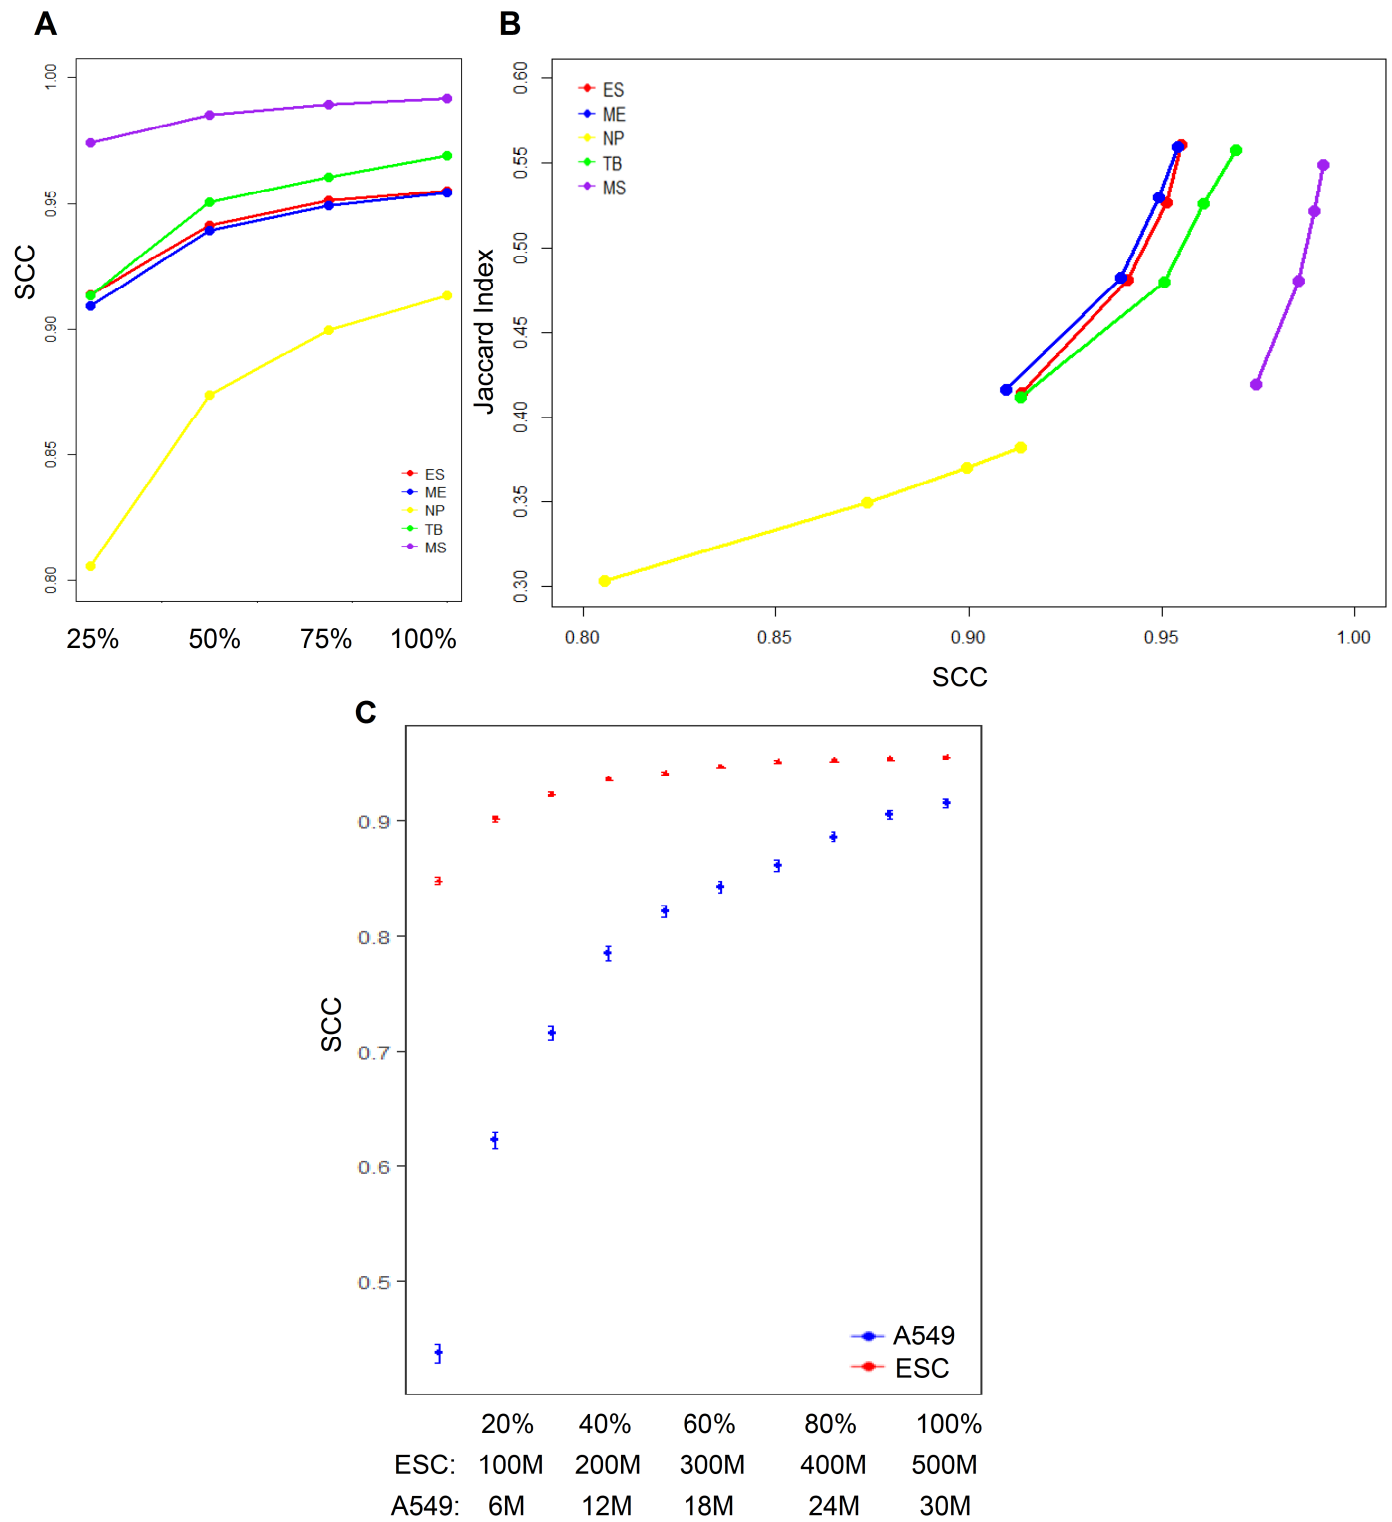 A
B
1.00
0.95
0.90
0.85
0.80
SCC
ES
ME
NP
TB
MS
25% 50% 75% 100%
0.60
0.55
0.50
0.45
0.40
0.35
0.30
Jaccard Index
ES
ME
NP
TB
MS
0.80 0.85 0.90 0.95 1.00
SCC
C
0.9
0.8
0.7
0.6
0.5
SCC
A549
ESC
20% 40% 60% 80% 100%
ESC: 100M 200M 300M 400M 500M
A549: 6M 12M 18M 24M 30M